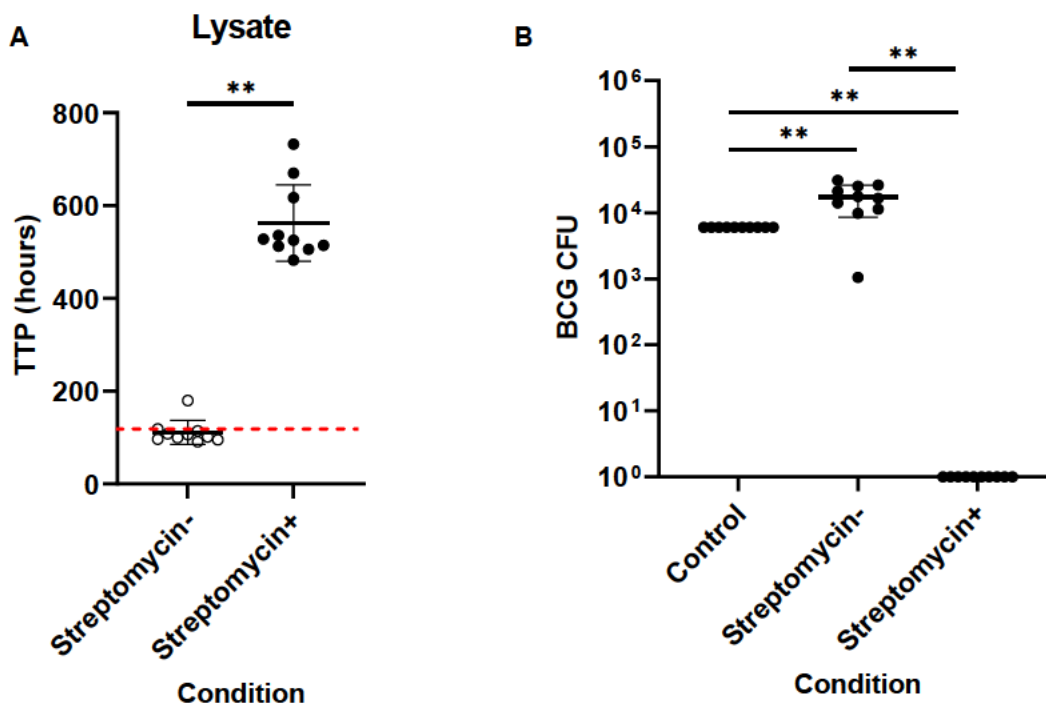 A
Lysate
**
800
600
400
200
0
TTP (hours)
Streptomycin-
Streptomycin+
Condition
B
**
**
**
10⁶
10⁵
10⁴
10³
10²
10¹
10⁰
BCG CFU
Control
Streptomycin-
Streptomycin+
Condition